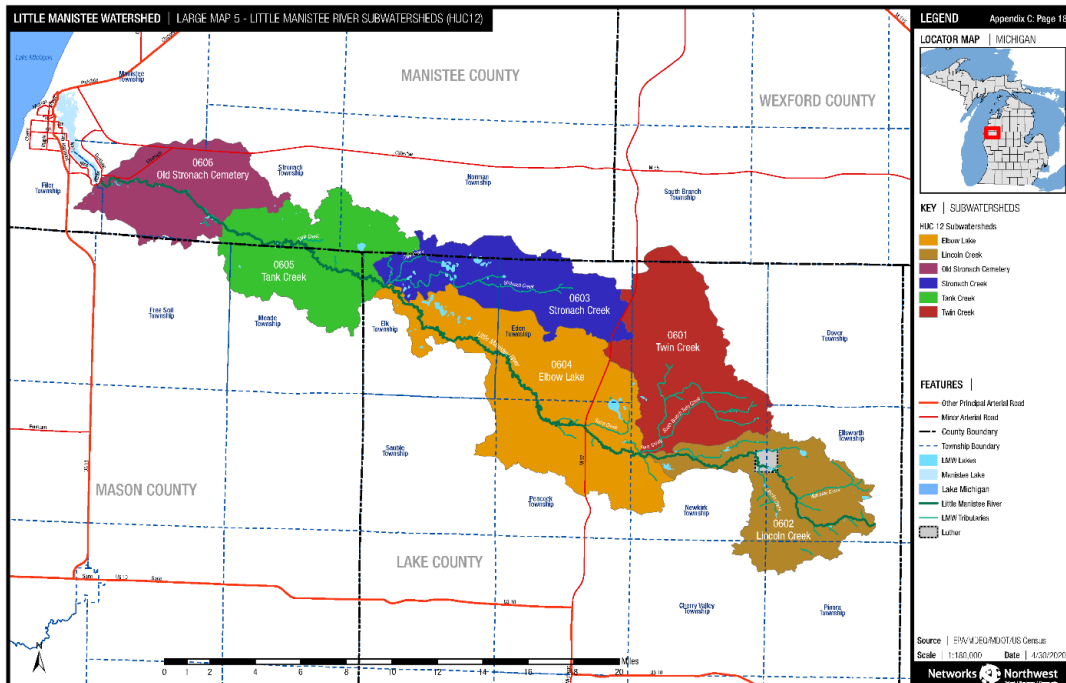 LITTLE MANISTEE WATERSHED | LARGE MAP 5 - LITTLE MANISTEE RIVER SUBWATERSHEDS (HUC12)
Lake Michigan
Manistee
Township
MANISTEE COUNTY
WEXFORD COUNTY
0606
Old Stronach Cemetery
Stronach
Township
Norman
Township
South Branch
Township
M 55
Filer
Township
0605
Tank Creek
0603
Stronach Creek
0601
Twin Creek
Free Soil
Township
Meade
Township
Elk
Township
Eden
Township
Dover
Township
Little Manistee River
0604
Elbow Lake
Ellsworth
Township
Sauble
Township
MASON COUNTY
Peacock
Township
Newkirk
Township
0602
Lincoln Creek
LAKE COUNTY
US 10
Cherry Valley
Township
Pinora
Township
N
0 1 2 4 6 8 10 12 14 16 18 20
Miles
LEGEND Appendix C: Page 18
LOCATOR MAP | MICHIGAN
KEY | SUBWATERSHEDS
HUC 12 Subwatersheds
Elbow Lake
Lincoln Creek
Old Stronach Cemetery
Stronach Creek
Tank Creek
Twin Creek
FEATURES |
Other Principal Arterial Road
Minor Arterial Road
County Boundary
Township Boundary
LMW Lakes
Manistee Lake
Lake Michigan
Little Manistee River
LMW Tributaries
Luther
Source | EPA/MDEQ/MDOT/US Census
Scale | 1:180,000 Date | 4/30/2020
Networks Northwest